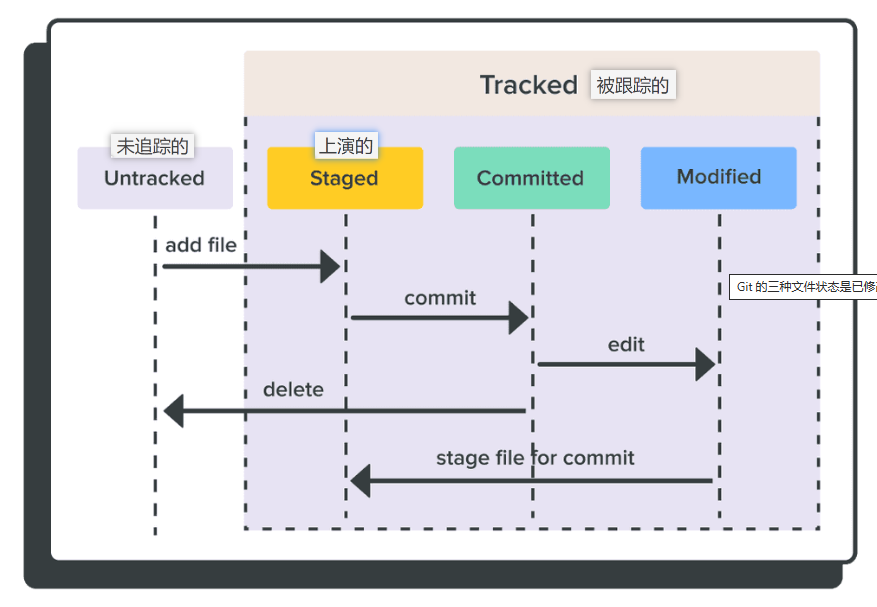 Tracked 被跟踪的
未追踪的
上演的
Untracked
Staged
Committed
Modified
add file
Git 的三种文件状态是已修
commit
edit
delete
stage file for commit